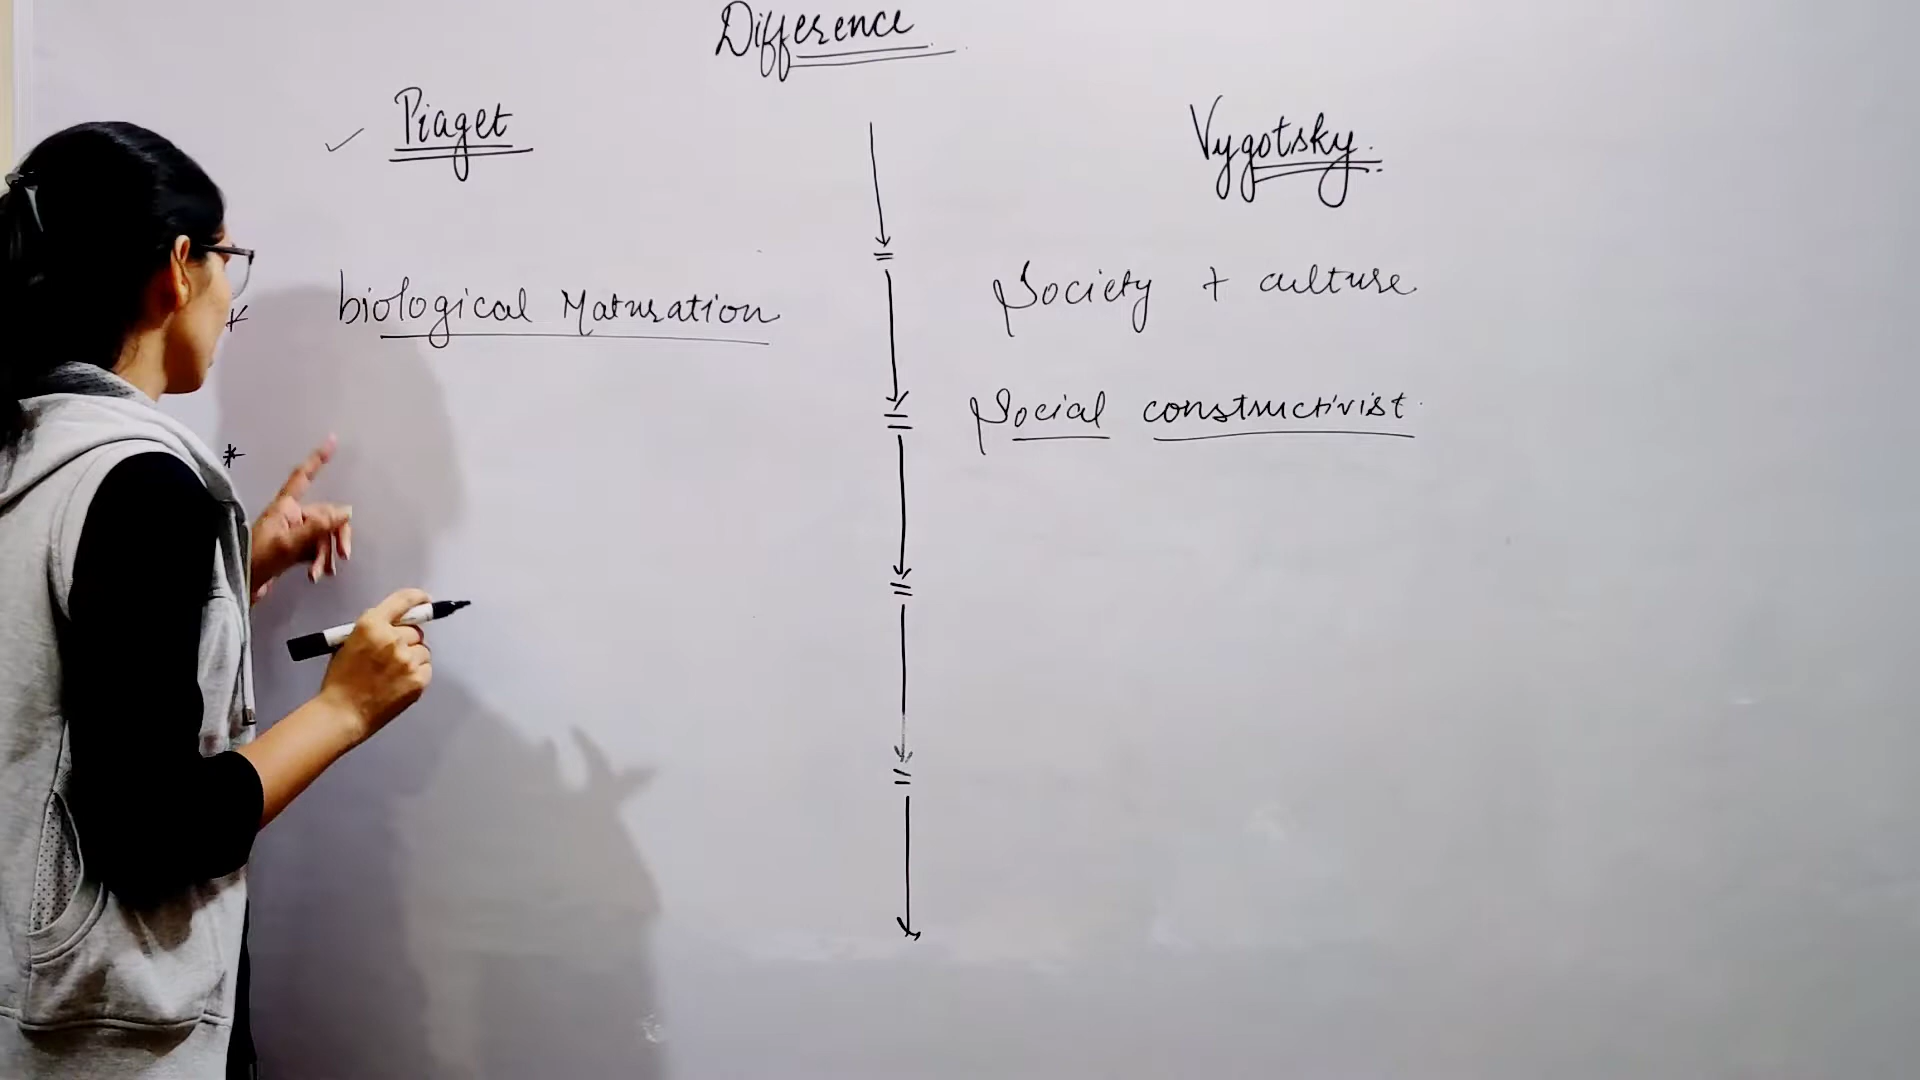 Difference
Piaget
Vygotsky.
* biological Maturation
Society + culture
*
Social constructivist.